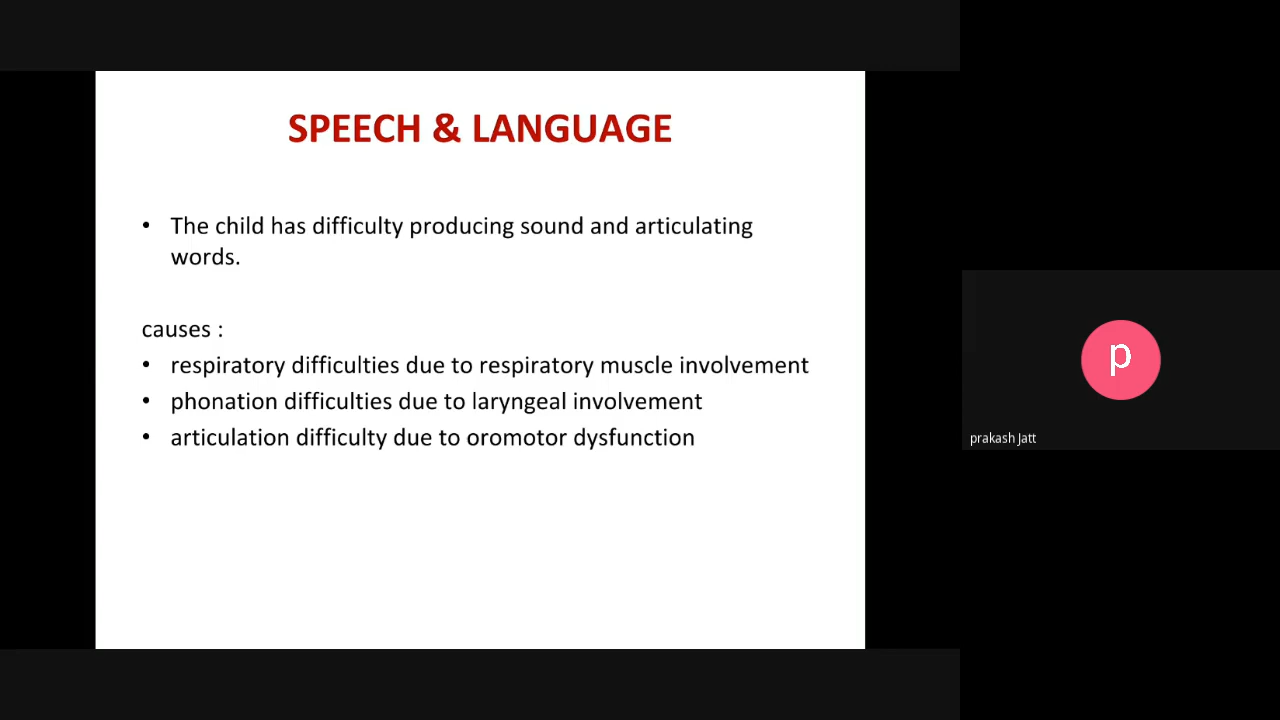 SPEECH & LANGUAGE
• The child has difficulty producing sound and articulating
words.
causes :
• respiratory difficulties due to respiratory muscle involvement
• phonation difficulties due to laryngeal involvement
• articulation difficulty due to oromotor dysfunction
p
prakash Jatt